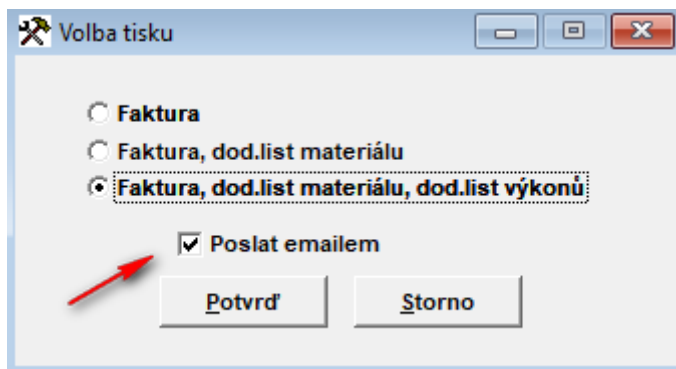 Volba tisku
Faktura
Faktura, dod.list materiálu
Faktura, dod.list materiálu, dod.list výkonů
Poslat emailem
Potvrď Storno